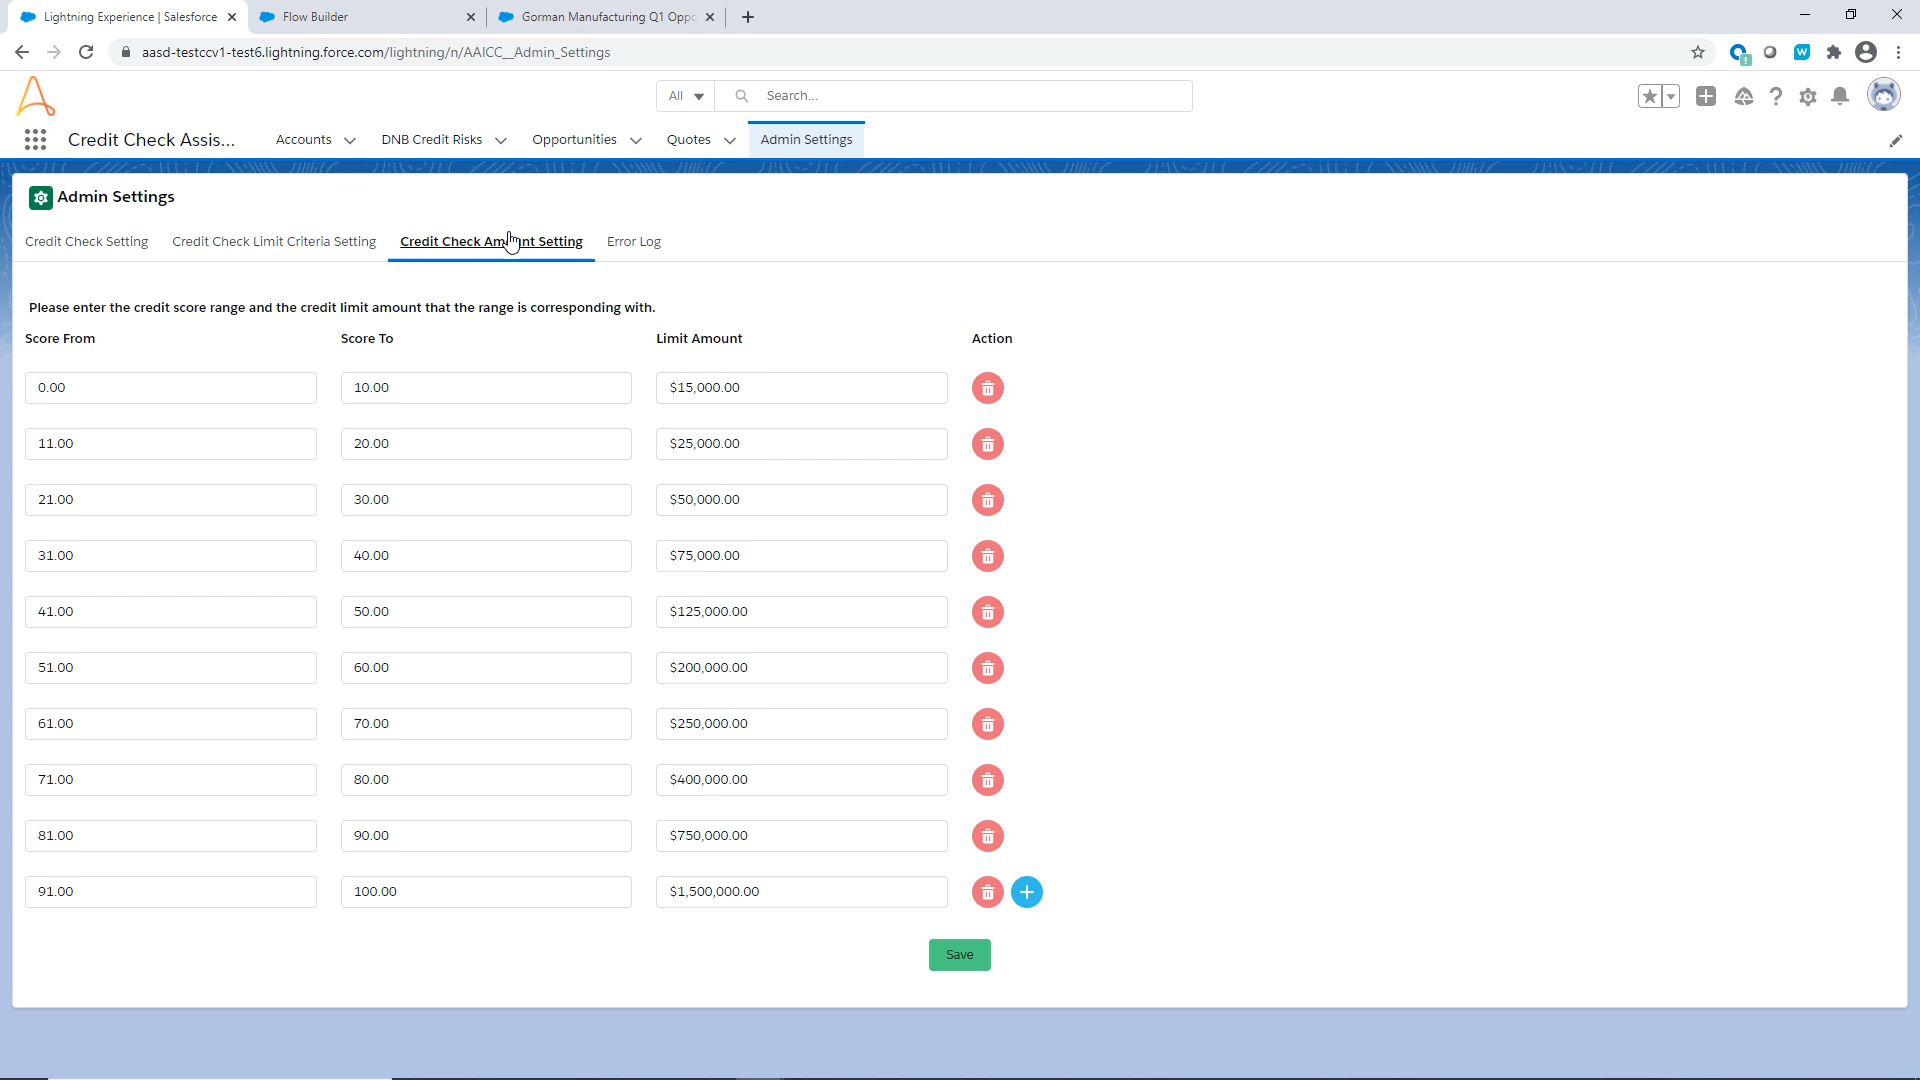 Lightning Experience | Salesforce
Flow Builder
Gorman Manufacturing Q1 Oppo
aasd-testccv1-test6.lightning.force.com/lightning/n/AAICC__Admin_Settings
All
Search...
Credit Check Assis...
Accounts
DNB Credit Risks
Opportunities
Quotes
Admin Settings
Admin Settings
Credit Check Setting
Credit Check Limit Criteria Setting
Credit Check Amount Setting
Error Log
Please enter the credit score range and the credit limit amount that the range is corresponding with.
Score From Score To Limit Amount Action
0.00 10.00 $15,000.00
11.00 20.00 $25,000.00
21.00 30.00 $50,000.00
31.00 40.00 $75,000.00
41.00 50.00 $125,000.00
51.00 60.00 $200,000.00
61.00 70.00 $250,000.00
71.00 80.00 $400,000.00
81.00 90.00 $750,000.00
91.00 100.00 $1,500,000.00
Save